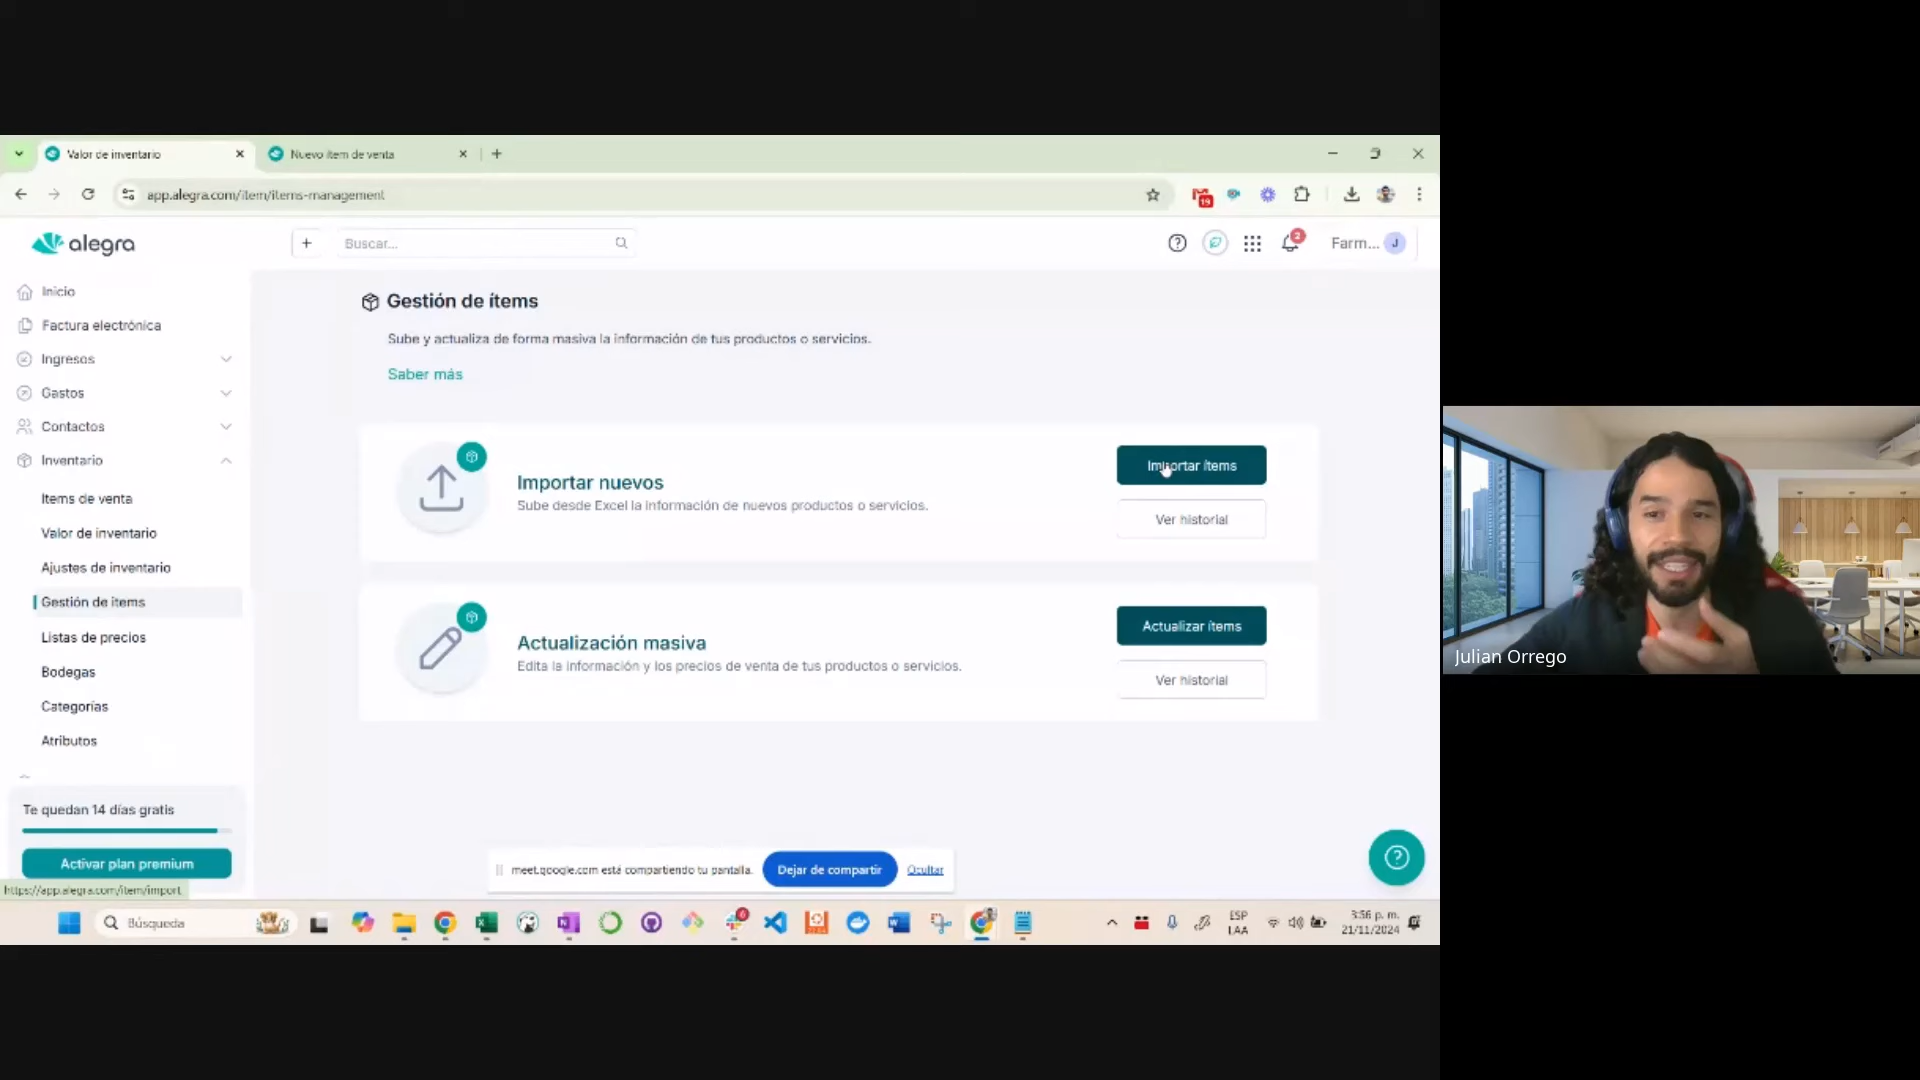 Valor de inventario
Nuevo ítem de venta
app.alegra.com/item/items-management
19
alegra
Buscar...
2
Farm...
J
Inicio
Factura electrónica
Ingresos
Gastos
Contactos
Inventario
Items de venta
Valor de inventario
Ajustes de inventario
Gestión de ítems
Listas de precios
Bodegas
Categorías
Atributos
Te quedan 14 días gratis
Activar plan premium
https://app.alegra.com/item/import
Gestión de ítems
Sube y actualiza de forma masiva la información de tus productos o servicios.
Saber más
Importar nuevos
Sube desde Excel la información de nuevos productos o servicios.
Importar ítems
Ver historial
Actualización masiva
Edita la información y los precios de venta de tus productos o servicios.
Actualizar ítems
Ver historial
meet.google.com está compartiendo tu pantalla.
Dejar de compartir
Ocultar
Búsqueda
ESP
LAA
3:56 p. m.
21/11/2024
Julian Orrego